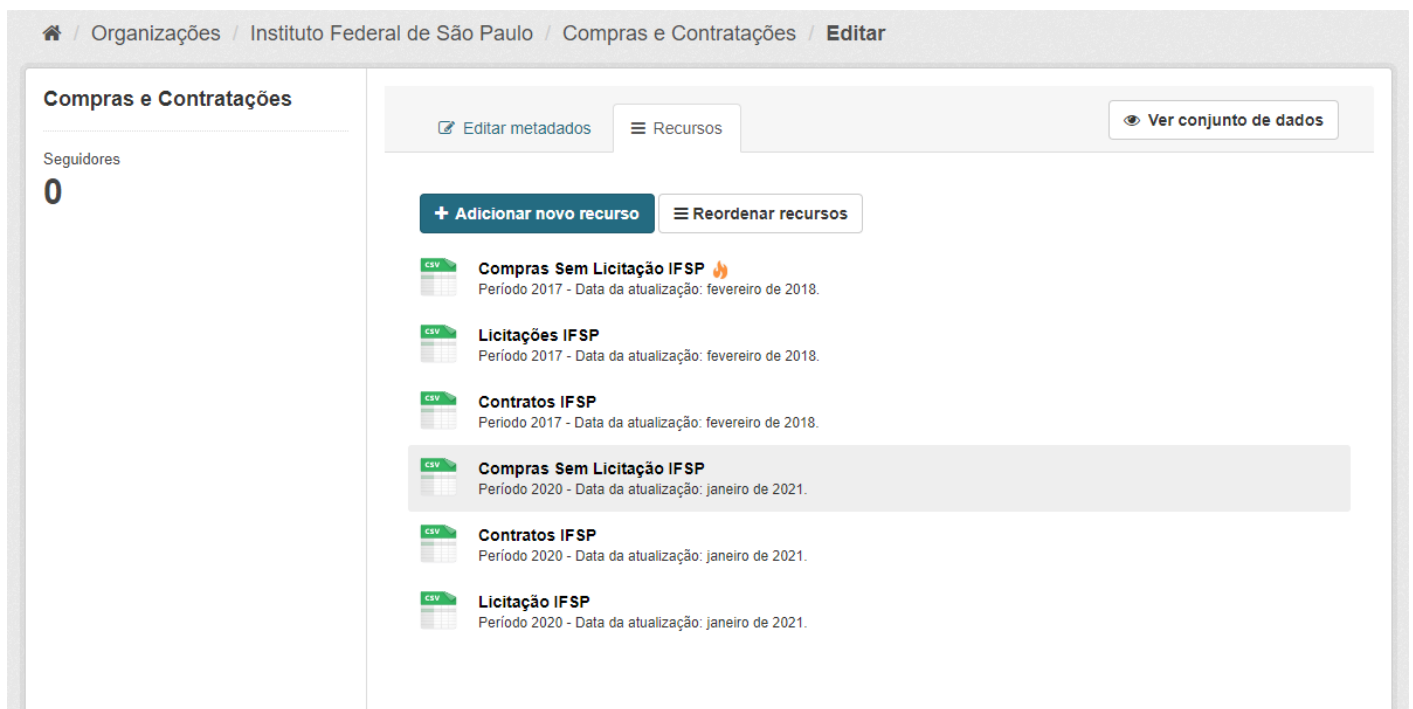 / Organizações / Instituto Federal de São Paulo / Compras e Contratações / Editar
Compras e Contratações
Seguidores
0
Editar metadados
Recursos
Ver conjunto de dados
+ Adicionar novo recurso
Reordenar recursos
CSV
Compras Sem Licitação IFSP
Período 2017 - Data da atualização: fevereiro de 2018.
CSV
Licitações IFSP
Período 2017 - Data da atualização: fevereiro de 2018.
CSV
Contratos IFSP
Periodo 2017 - Data da atualização: fevereiro de 2018.
CSV
Compras Sem Licitação IFSP
Período 2020 - Data da atualização: janeiro de 2021.
CSV
Contratos IFSP
Período 2020 - Data da atualização: janeiro de 2021.
CSV
Licitação IFSP
Período 2020 - Data da atualização: janeiro de 2021.